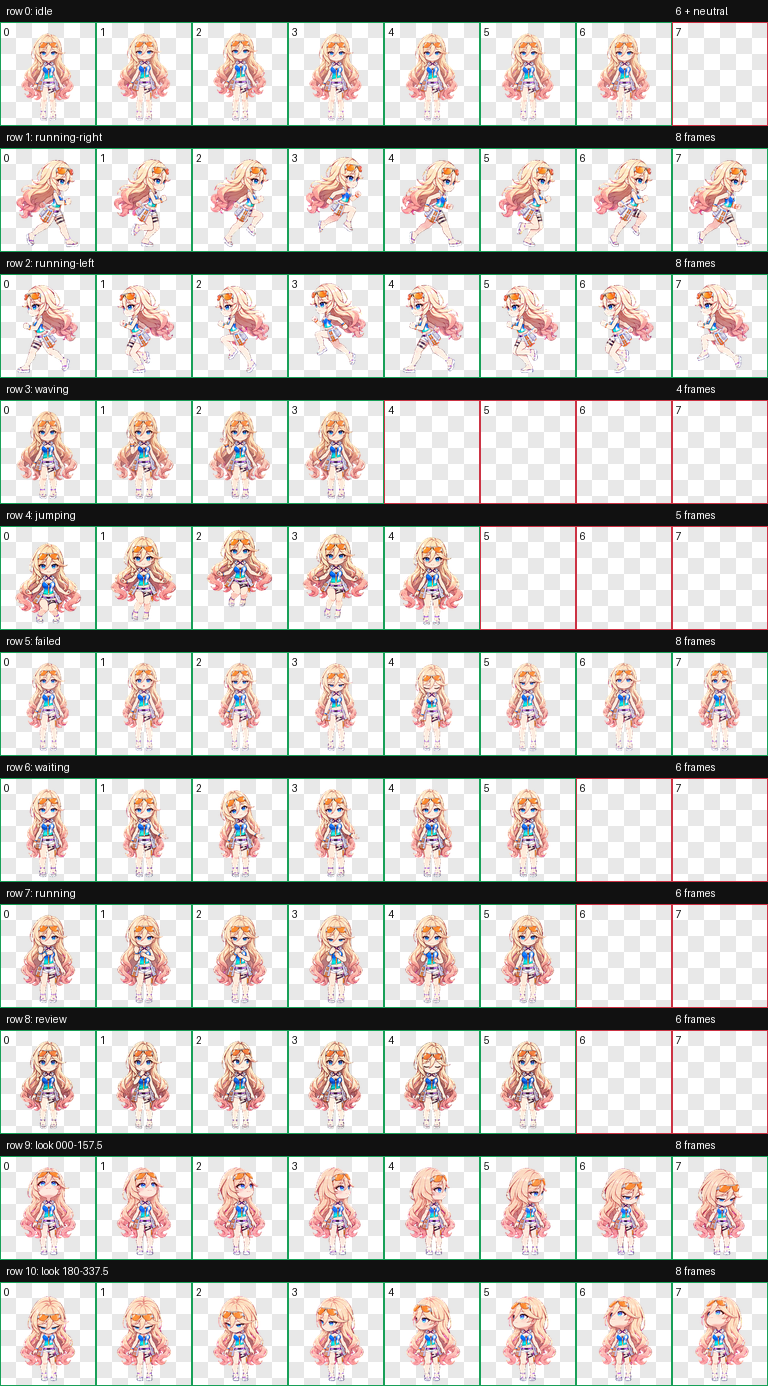 row 0: idle 6 + neutral
0 1 2 3 4 5 6 7
row 1: running-right 8 frames
0 1 2 3 4 5 6 7
row 2: running-left 8 frames
0 1 2 3 4 5 6 7
row 3: waving 4 frames
0 1 2 3 4 5 6 7
row 4: jumping 5 frames
0 1 2 3 4 5 6 7
row 5: failed 8 frames
0 1 2 3 4 5 6 7
row 6: waiting 6 frames
0 1 2 3 4 5 6 7
row 7: running 6 frames
0 1 2 3 4 5 6 7
row 8: review 6 frames
0 1 2 3 4 5 6 7
row 9: look 000-157.5 8 frames
0 1 2 3 4 5 6 7
row 10: look 180-337.5 8 frames
0 1 2 3 4 5 6 7